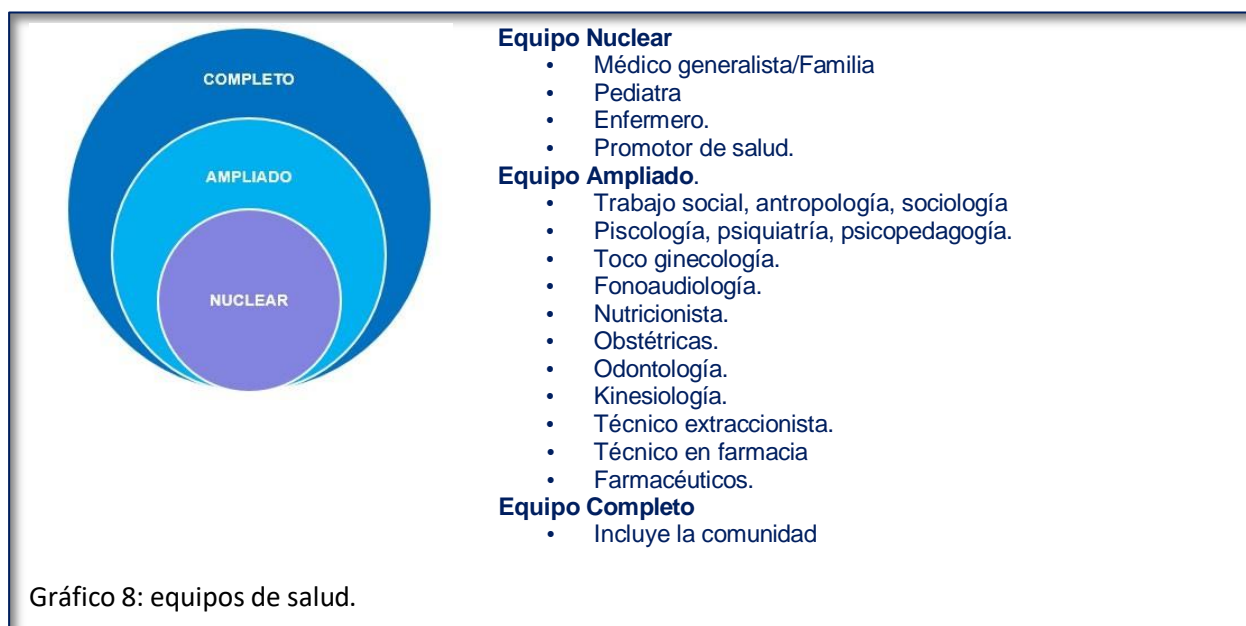 COMPLETO
AMPLIADO
NUCLEAR
Equipo Nuclear
• Médico generalista/Familia
• Pediatra
• Enfermero.
• Promotor de salud.
Equipo Ampliado.
• Trabajo social, antropología, sociología
• Piscología, psiquiatría, psicopedagogía.
• Toco ginecología.
• Fonoaudiología.
• Nutricionista.
• Obstétricas.
• Odontología.
• Kinesiología.
• Técnico extraccionista.
• Técnico en farmacia
• Farmacéuticos.
Equipo Completo
• Incluye la comunidad
Gráfico 8: equipos de salud.